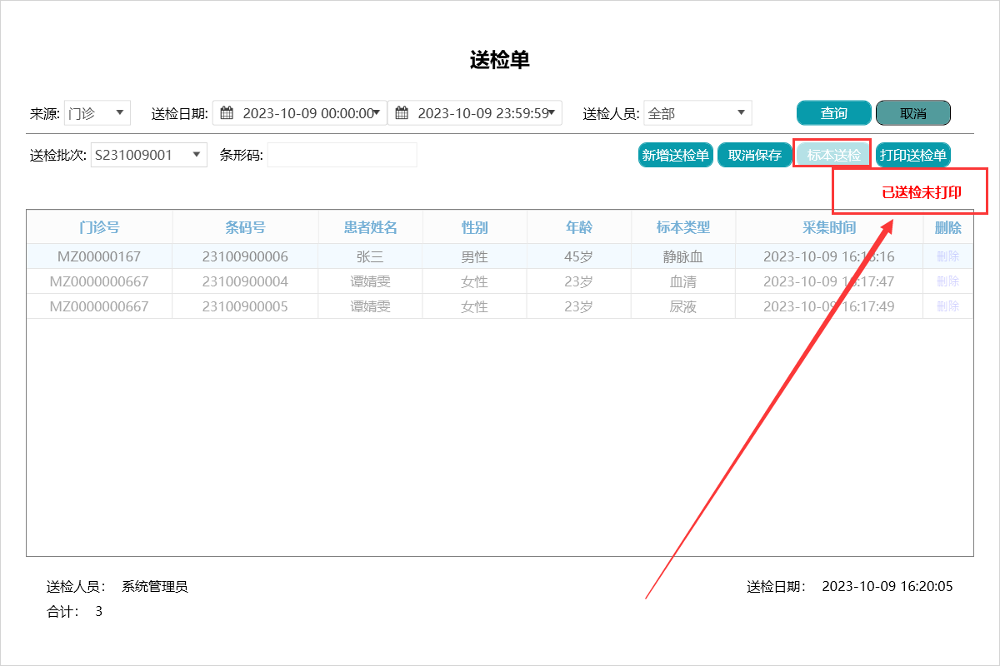 送检单
来源: 门诊 送检日期: 2023-10-09 00:00:00 2023-10-09 23:59:59 送检人员: 全部 查询 取消
送检批次: S231009001 条形码: 新增送检单 取消保存 标本送检 打印送检单
已送检未打印
门诊号 条码号 患者姓名 性别 年龄 标本类型 采集时间 删除
MZ00000167 23100900006 张三 男性 45岁 静脉血 2023-10-09 16:16 删除
MZ0000000667 23100900004 谭婧雯 女性 23岁 血清 2023-10-09 16:17:47 删除
MZ0000000667 23100900005 谭婧雯 女性 23岁 尿液 2023-10-09 16:17:49 删除
送检人员： 系统管理员 送检日期： 2023-10-09 16:20:05
合计： 3